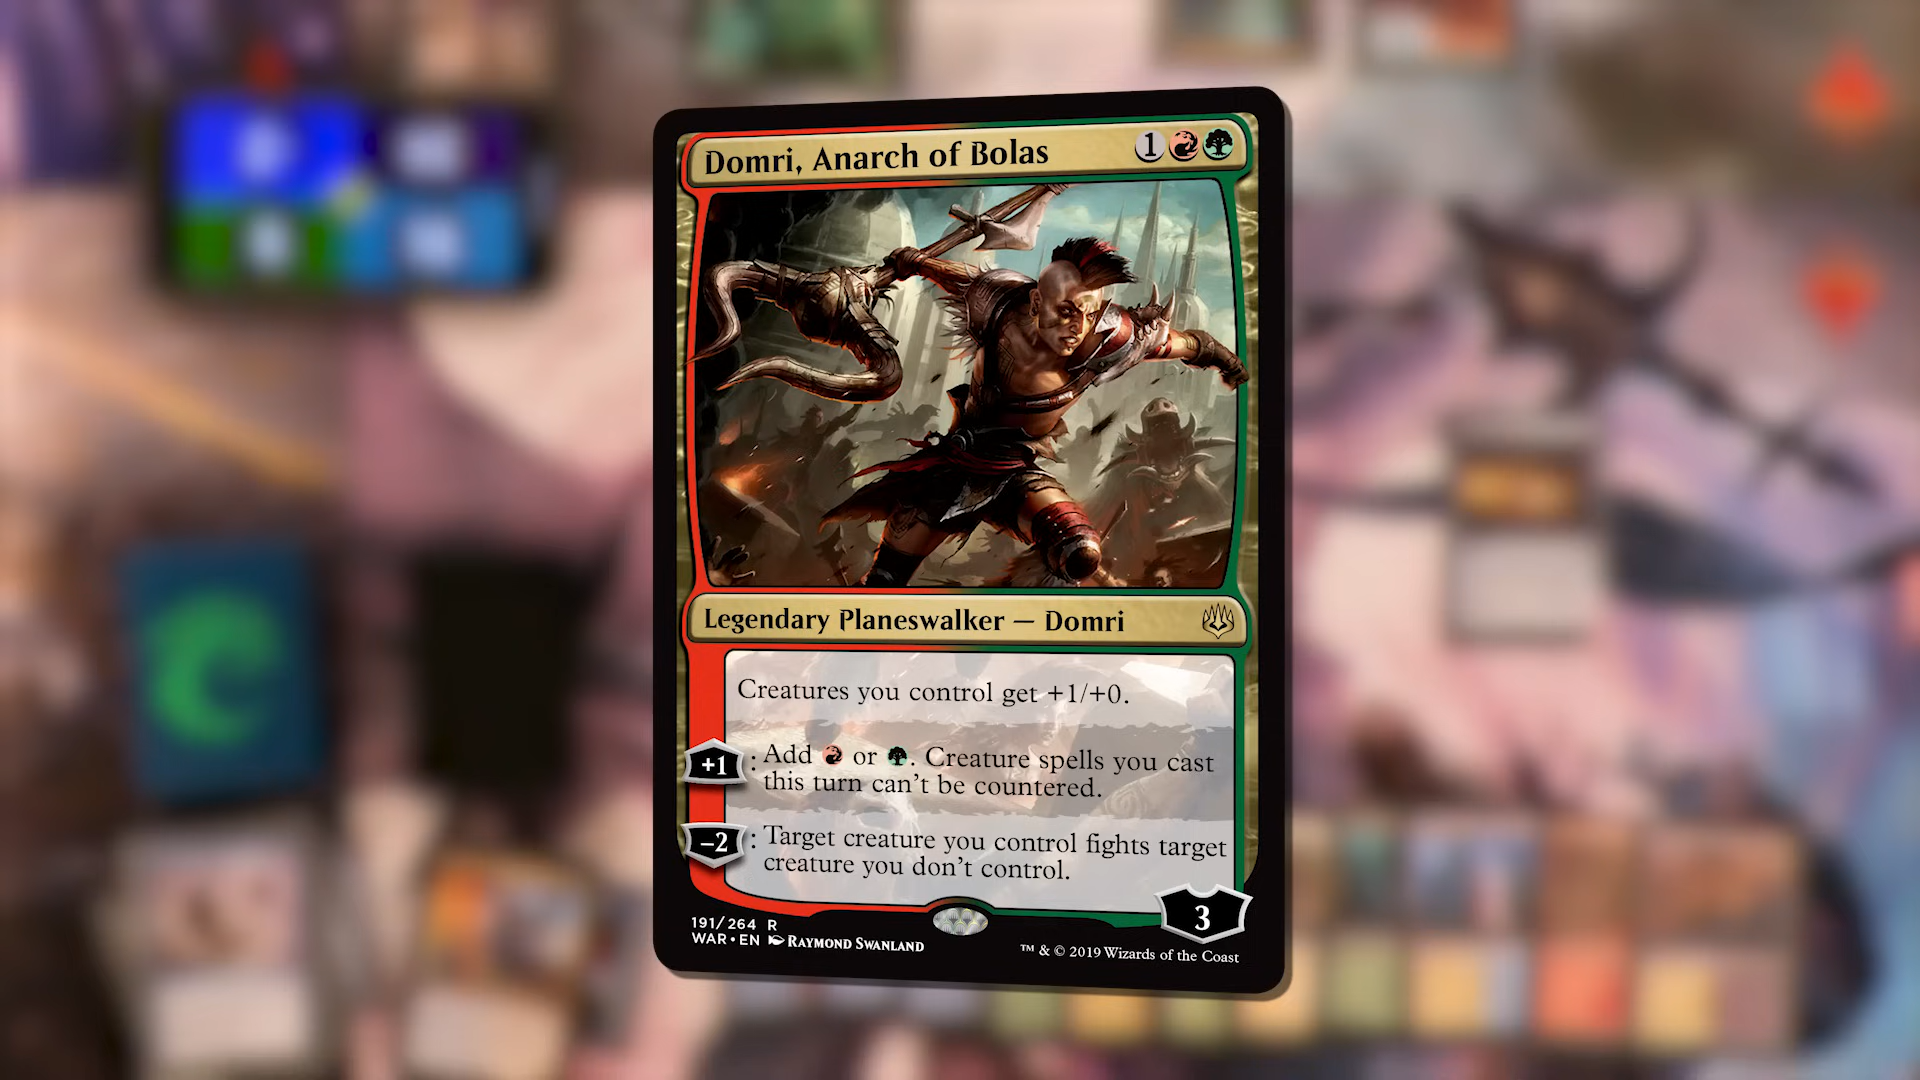 Domri, Anarch of Bolas 1
Legendary Planeswalker — Domri
Creatures you control get +1/+0.
+1 : Add or . Creature spells you cast
this turn can't be countered.
−2 : Target creature you control fights target
creature you don't control.
3
191/264 R
WAR • EN Raymond Swanland
™ & © 2019 Wizards of the Coast